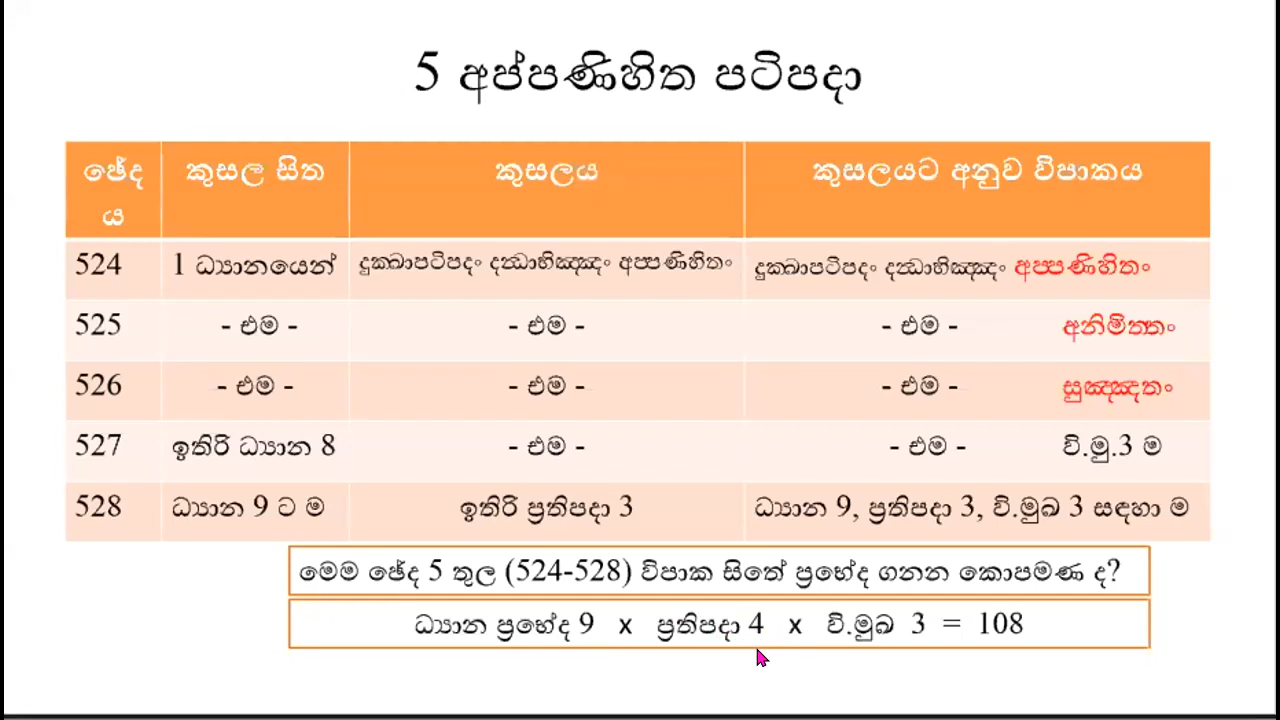 5 අප්පණිහිත පටිපදා
ඡේද
ය
කුසල සිත
කුසලය
කුසලයට අනුව විපාකය
524 1 ධ්‍යානයෙන් දුක්ඛාපටිපදං දන්ධාභිඤ්ඤං අප්පණිහිතං දුක්ඛාපටිපදං දන්ධාභිඤ්ඤං අප්පණිහිතං
525 - එම - - එම - - එම - අනිමිත්තං
526 - එම - - එම - - එම - සුඤ්ඤතං
527 ඉතිරි ධ්‍යාන 8 - එම - - එම - වි.මු.3 ම
528 ධ්‍යාන 9 ට ම ඉතිරි ප්‍රතිපදා 3 ධ්‍යාන 9, ප්‍රතිපදා 3, වි.මුඛ 3 සඳහා ම
මෙම ඡේද 5 තුල (524-528) විපාක සිතේ ප්‍රභේද ගනන කොපමණ ද?
ධ්‍යාන ප්‍රභේද 9 x ප්‍රතිපදා 4 x වි.මුඛ 3 = 108